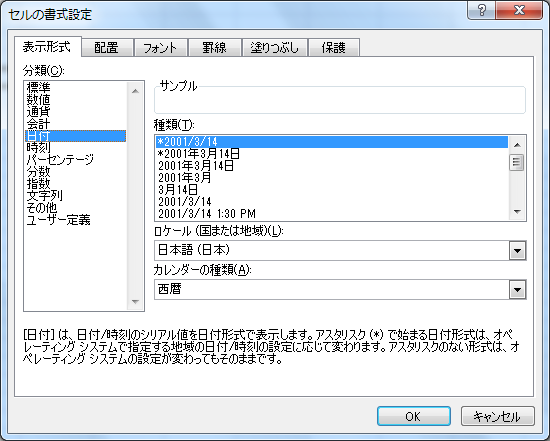 セルの書式設定
表示形式
配置
フォント
罫線
塗りつぶし
保護
分類(C):
標準
数値
通貨
会計
日付
時刻
パーセンテージ
分数
指数
文字列
その他
ユーザー定義
サンプル
種類(T):
*2001/3/14
*2001年3月14日
2001年3月14日
2001年3月
3月14日
2001/3/14
2001/3/14 1:30 PM
ロケール (国または地域)(L):
日本語 (日本)
カレンダーの種類(A):
西暦
[日付] は、日付/時刻のシリアル値を日付形式で表示します。アスタリスク (*) で始まる日付形式は、オペ
レーティング システムで指定する地域の日付/時刻の設定に応じて変わります。アスタリスクのない形式は、オ
ペレーティング システムの設定が変わってもそのままです。
OK
キャンセル